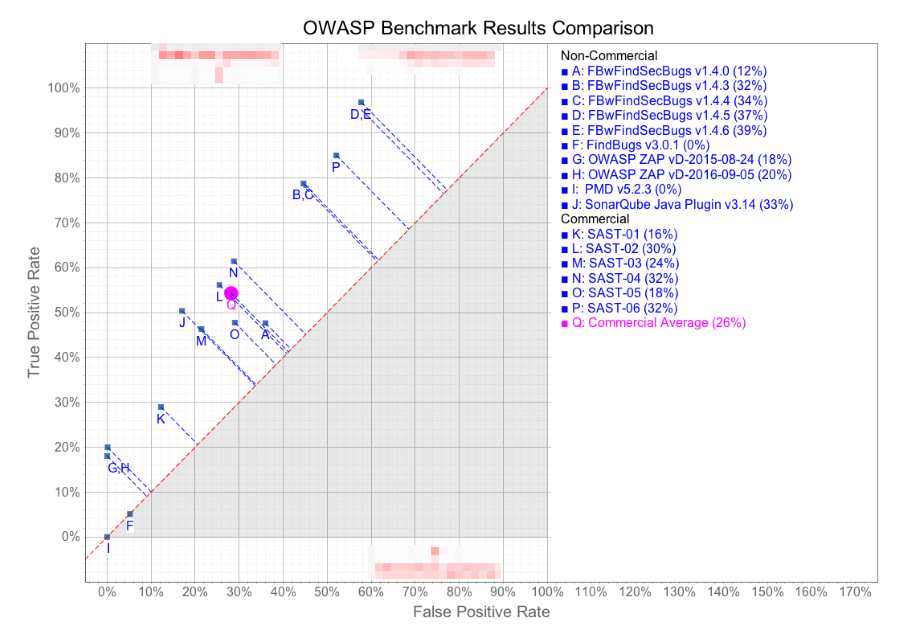 OWASP Benchmark Results Comparison
Non-Commercial
A: FBwFindSecBugs v1.4.0 (12%)
B: FBwFindSecBugs v1.4.3 (32%)
C: FBwFindSecBugs v1.4.4 (34%)
D: FBwFindSecBugs v1.4.5 (37%)
E: FBwFindSecBugs v1.4.6 (39%)
F: FindBugs v3.0.1 (0%)
G: OWASP ZAP vD-2015-08-24 (18%)
H: OWASP ZAP vD-2016-09-05 (20%)
I: PMD v5.2.3 (0%)
J: SonarQube Java Plugin v3.14 (33%)
Commercial
K: SAST-01 (16%)
L: SAST-02 (30%)
M: SAST-03 (24%)
N: SAST-04 (32%)
O: SAST-05 (18%)
P: SAST-06 (32%)
Q: Commercial Average (26%)
True Positive Rate
100%
90%
80%
70%
60%
50%
40%
30%
20%
10%
0%
D,E
P
B,C
N
L
Q
J
M
O
A
K
G,H
F
I
0% 10% 20% 30% 40% 50% 60% 70% 80% 90% 100% 110% 120% 130% 140% 150% 160% 170%
False Positive Rate